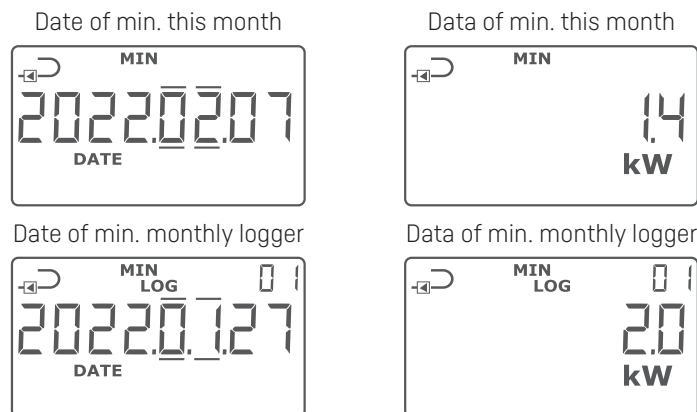 Date of min. this month
Data of min. this month
MIN
2022.02.07
DATE
MIN
1.4
kW
Date of min. monthly logger
Data of min. monthly logger
MIN
LOG
01
2022.01.27
DATE
MIN
LOG
01
2.0
kW